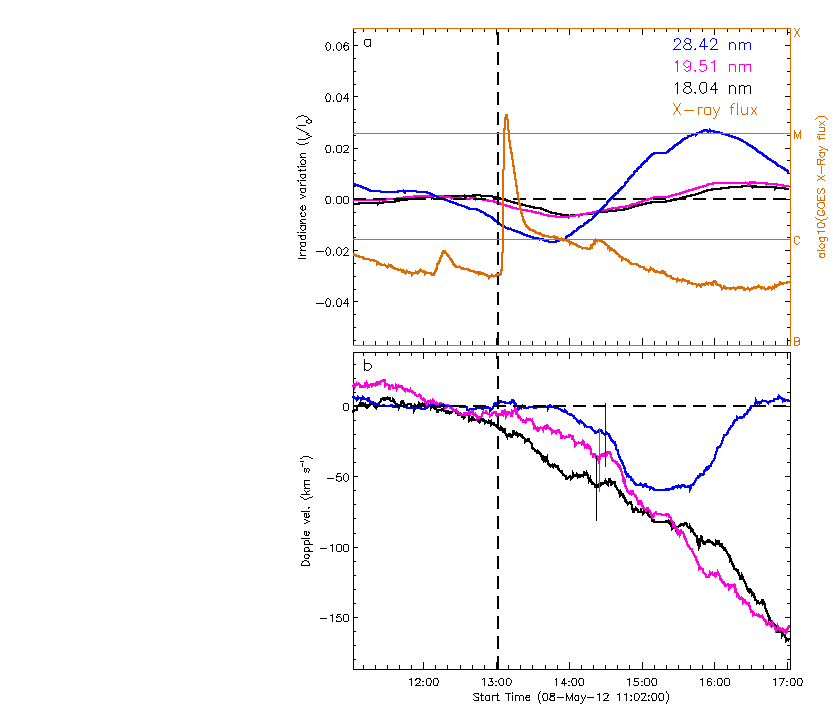 a
28.42 nm
19.51 nm
18.04 nm
X-ray flux
0.06
0.04
0.02
0.00
-0.02
-0.04
Irradiance variation (Iᵥ/I₀)
X
M
C
B
alog10(GOES X-Ray flux)
b
0
-50
-100
-150
Dopple vel. (km s⁻¹)
12:00 13:00 14:00 15:00 16:00 17:00
Start Time (08-May-12 11:02:00)